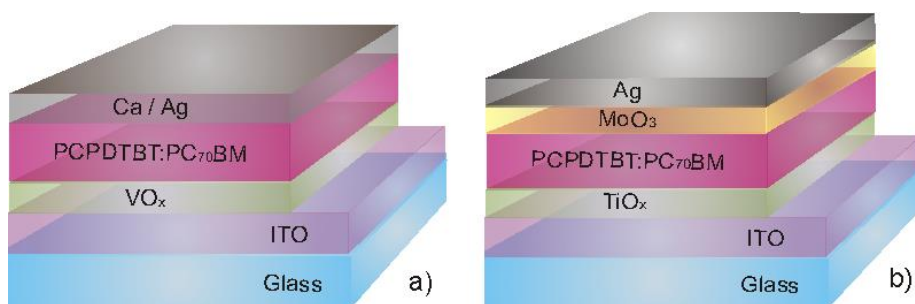 Ca / Ag
PCPDTBT:PC₇₀BM
VOₓ
ITO
Glass
a)
Ag
MoO₃
PCPDTBT:PC₇₀BM
TiOₓ
ITO
Glass
b)